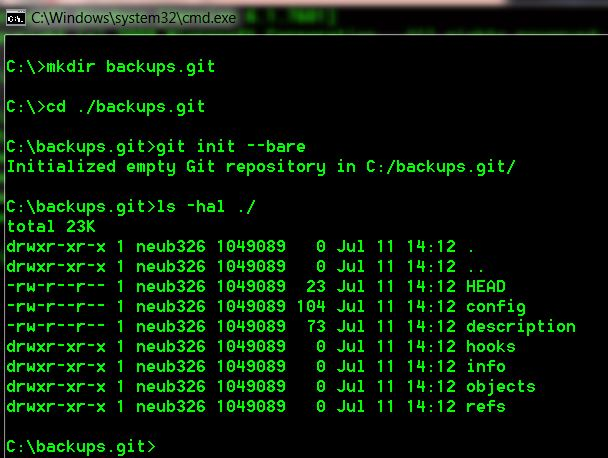 C:\Windows\system32\cmd.exe
C:\>mkdir backups.git
C:\>cd ./backups.git
C:\backups.git>git init --bare
Initialized empty Git repository in C:/backups.git/
C:\backups.git>ls -hal ./
total 23K
drwxr-xr-x 1 neub326 1049089   0 Jul 11 14:12 .
drwxr-xr-x 1 neub326 1049089   0 Jul 11 14:12 ..
-rw-r--r-- 1 neub326 1049089  23 Jul 11 14:12 HEAD
-rw-r--r-- 1 neub326 1049089 104 Jul 11 14:12 config
-rw-r--r-- 1 neub326 1049089  73 Jul 11 14:12 description
drwxr-xr-x 1 neub326 1049089   0 Jul 11 14:12 hooks
drwxr-xr-x 1 neub326 1049089   0 Jul 11 14:12 info
drwxr-xr-x 1 neub326 1049089   0 Jul 11 14:12 objects
drwxr-xr-x 1 neub326 1049089   0 Jul 11 14:12 refs
C:\backups.git>